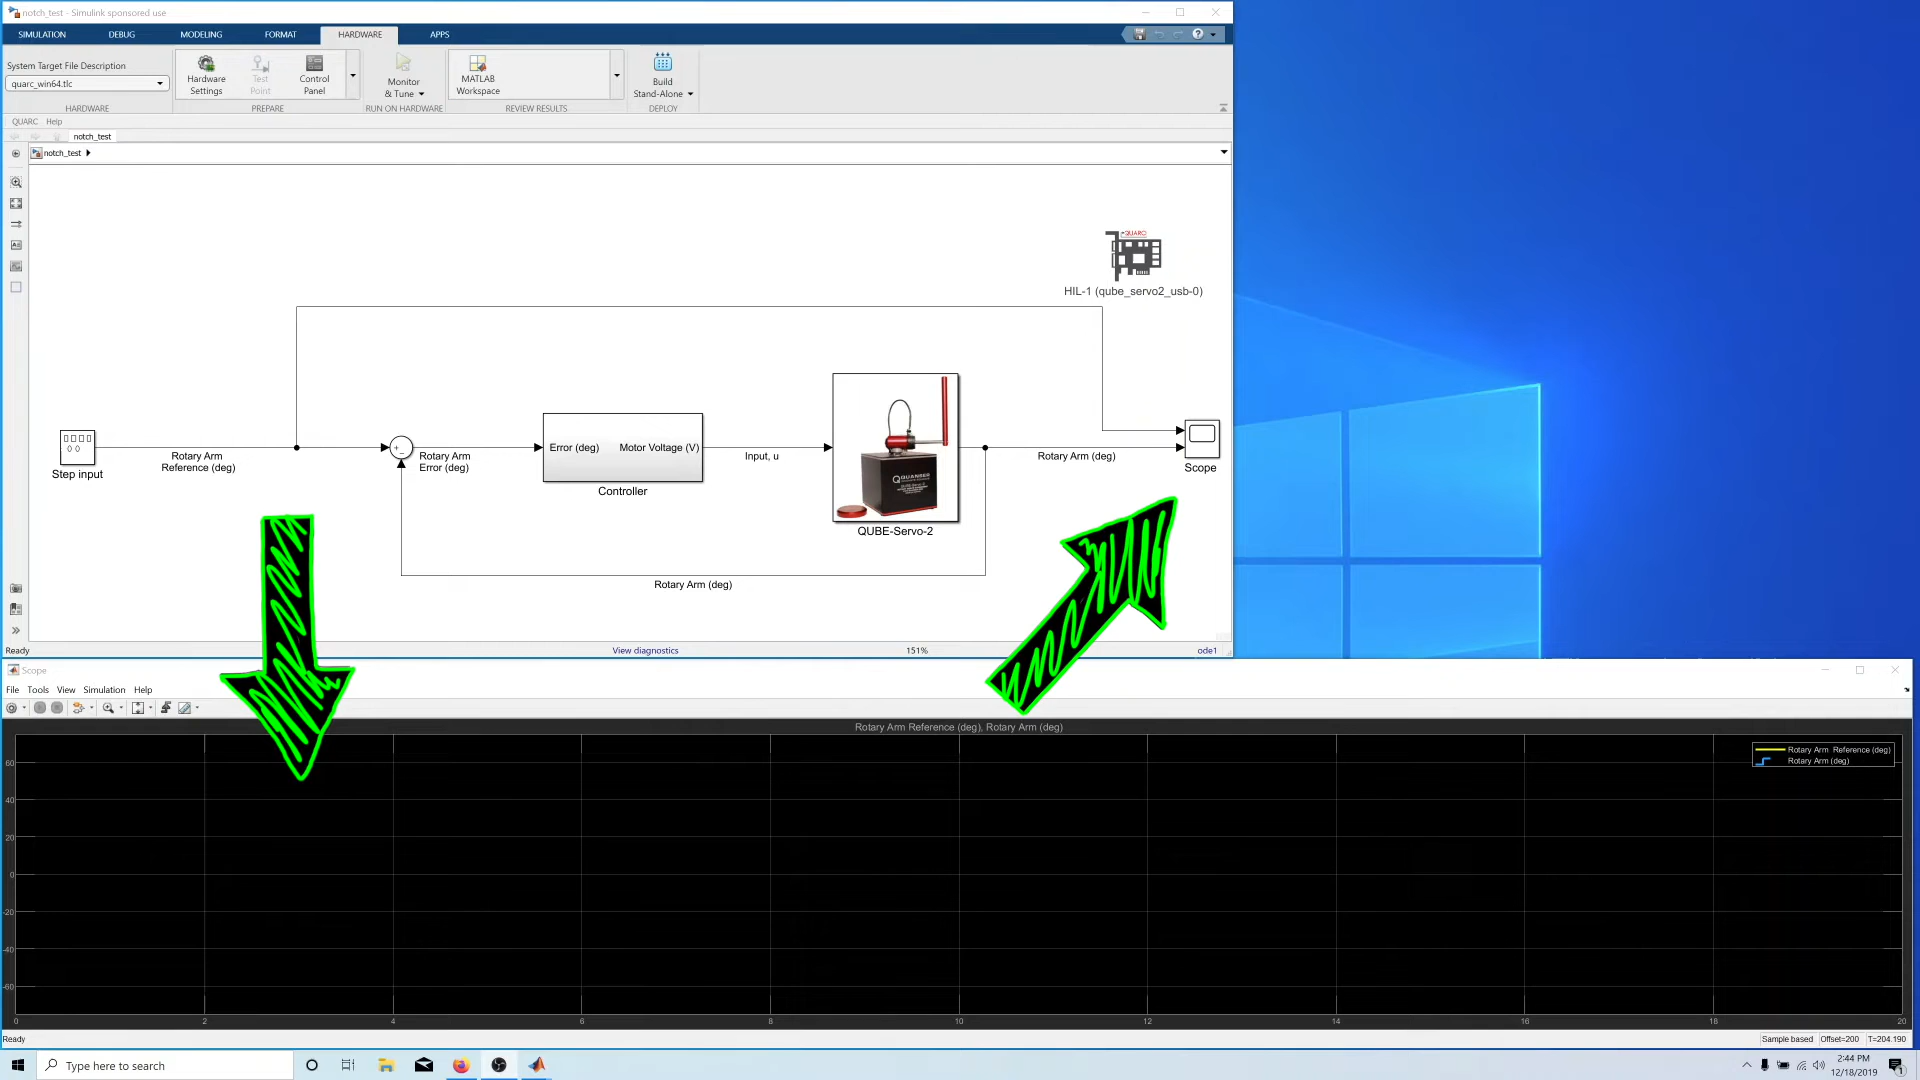 notch_test - Simulink sponsored use
SIMULATION DEBUG MODELING FORMAT HARDWARE APPS
System Target File Description
quarc_win64.tlc
Hardware
Settings
Test
Point
Control
Panel
Monitor
& Tune
MATLAB
Workspace
Build
Stand-Alone
HARDWARE PREPARE RUN ON HARDWARE REVIEW RESULTS DEPLOY
QUARC Help
notch_test
notch_test
QUARC
HIL-1 (qube_servo2_usb-0)
Step input
Rotary Arm
Reference (deg)
+
-
Rotary Arm
Error (deg)
Error (deg) Motor Voltage (V)
Controller
Input, u
QUANSER
QUBE-Servo-2
Rotary Arm (deg)
Scope
Rotary Arm (deg)
Ready View diagnostics 151% ode1
Scope
File Tools View Simulation Help
Rotary Arm Reference (deg), Rotary Arm (deg)
Rotary Arm Reference (deg)
Rotary Arm (deg)
60
40
20
0
-20
-40
-60
0 2 4 6 8 10 12 14 16 18 20
Ready Sample based Offset=200 T=204.190
Type here to search
2:44 PM
12/18/2019
1